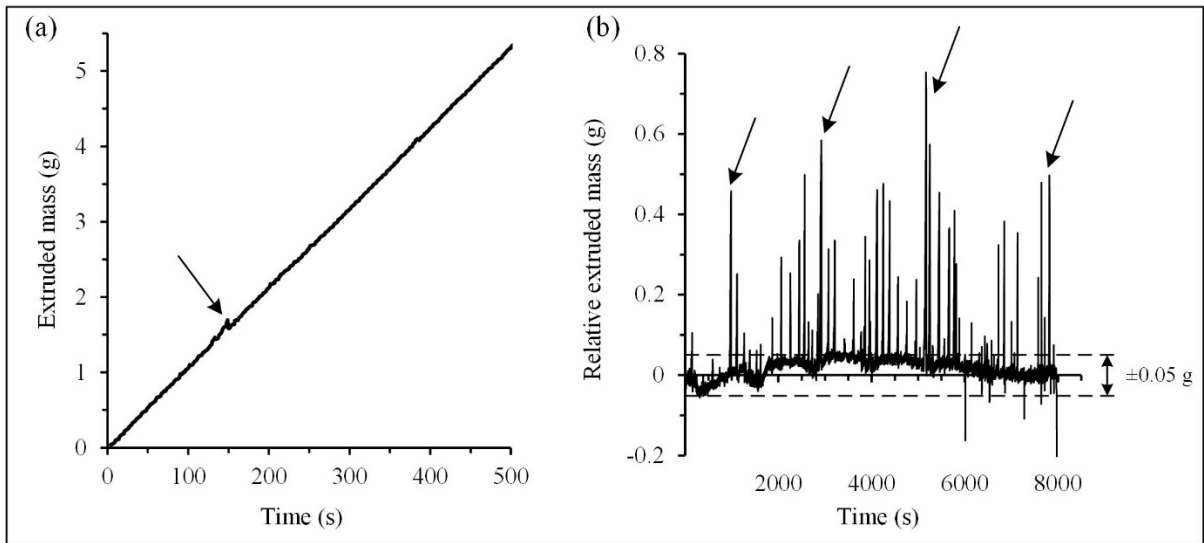 (a)
Extruded mass (g)
5
4
3
2
1
0
0 100 200 300 400 500
Time (s)
(b)
Relative extruded mass (g)
0.8
0.6
0.4
0.2
0
-0.2
±0.05 g
2000 4000 6000 8000
Time (s)